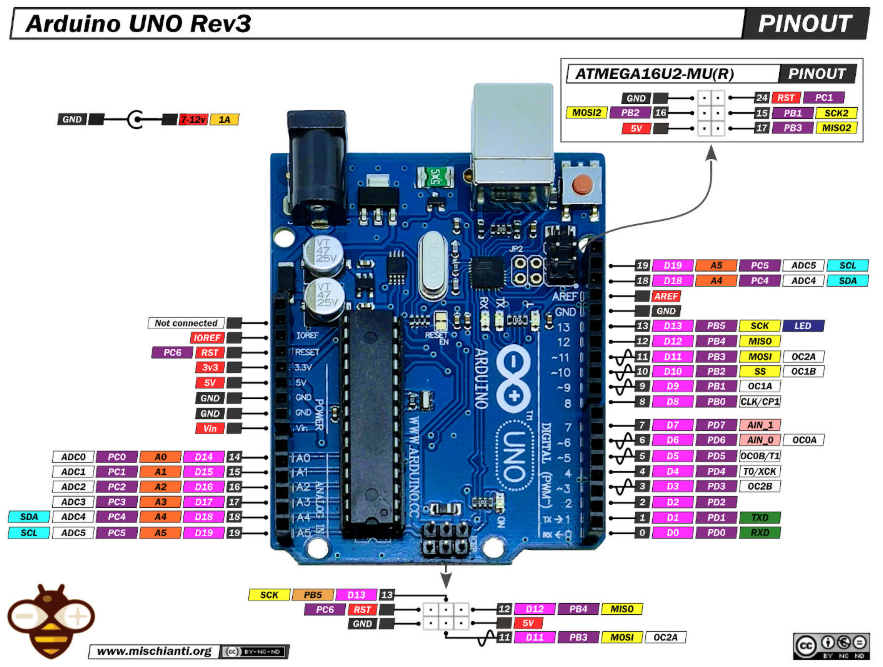 Arduino UNO Rev3 PINOUT
ATMEGA16U2-MU(R) PINOUT
GND 24 RST PC1
MOSI2 PB2 16 15 PB1 SCK2
5V 17 PB3 MISO2
GND 7-12v 1A
5X5
VT
47
25V
VT
47
25V
JP2
RX TX L
RESET
EN
AREF
GND
13
12
~11
~10
~9
8
7
~6
~5
4
~3
2
TX→1
RX←0
IOREF
RESET
3.3V
5V
GND
GND
Vin
POWER
A0
A1
A2
A3
A4
A5
ANALOG IN
WWW.ARDUINO.CC
ARDUINO
TM
UNO
DIGITAL (PWM~)
ON
19 D19 A5 PC5 ADC5 SCL
18 D18 A4 PC4 ADC4 SDA
AREF
GND
13 D13 PB5 SCK LED
12 D12 PB4 MISO
11 D11 PB3 MOSI OC2A
10 D10 PB2 SS OC1B
9 D9 PB1 OC1A
8 D8 PB0 CLK/CP1
7 D7 PD7 AIN_1
6 D6 PD6 AIN_0 OC0A
5 D5 PD5 OC0B/T1
4 D4 PD4 T0/XCK
3 D3 PD3 OC2B
2 D2 PD2
1 D1 PD1 TXD
0 D0 PD0 RXD
Not connected
IOREF
PC6 RST
3v3
5V
GND
GND
Vin
ADC0 PC0 A0 D14 14
ADC1 PC1 A1 D15 15
ADC2 PC2 A2 D16 16
ADC3 PC3 A3 D17 17
SDA ADC4 PC4 A4 D18 18
SCL ADC5 PC5 A5 D19 19
SCK PB5 D13 13
PC6 RST 12 D12 PB4 MISO
GND 5V
11 D11 PB3 MOSI OC2A
www.mischianti.org cc BY-NC-ND
cc BY NC ND